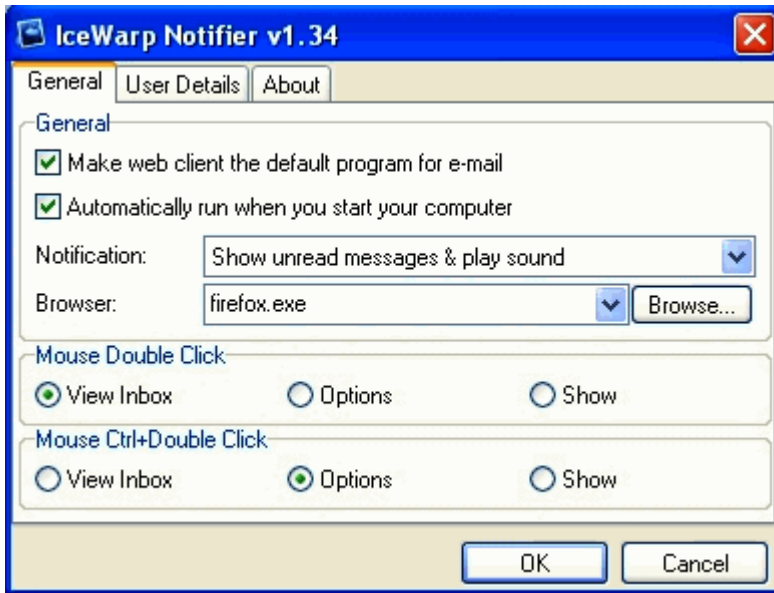 IceWarp Notifier v1.34
General User Details About
General
Make web client the default program for e-mail
Automatically run when you start your computer
Notification: Show unread messages & play sound
Browser: firefox.exe Browse...
Mouse Double Click
View Inbox Options Show
Mouse Ctrl+Double Click
View Inbox Options Show
OK Cancel